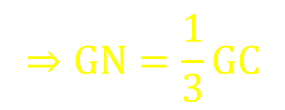 ⇒ GN = 1/3 GC